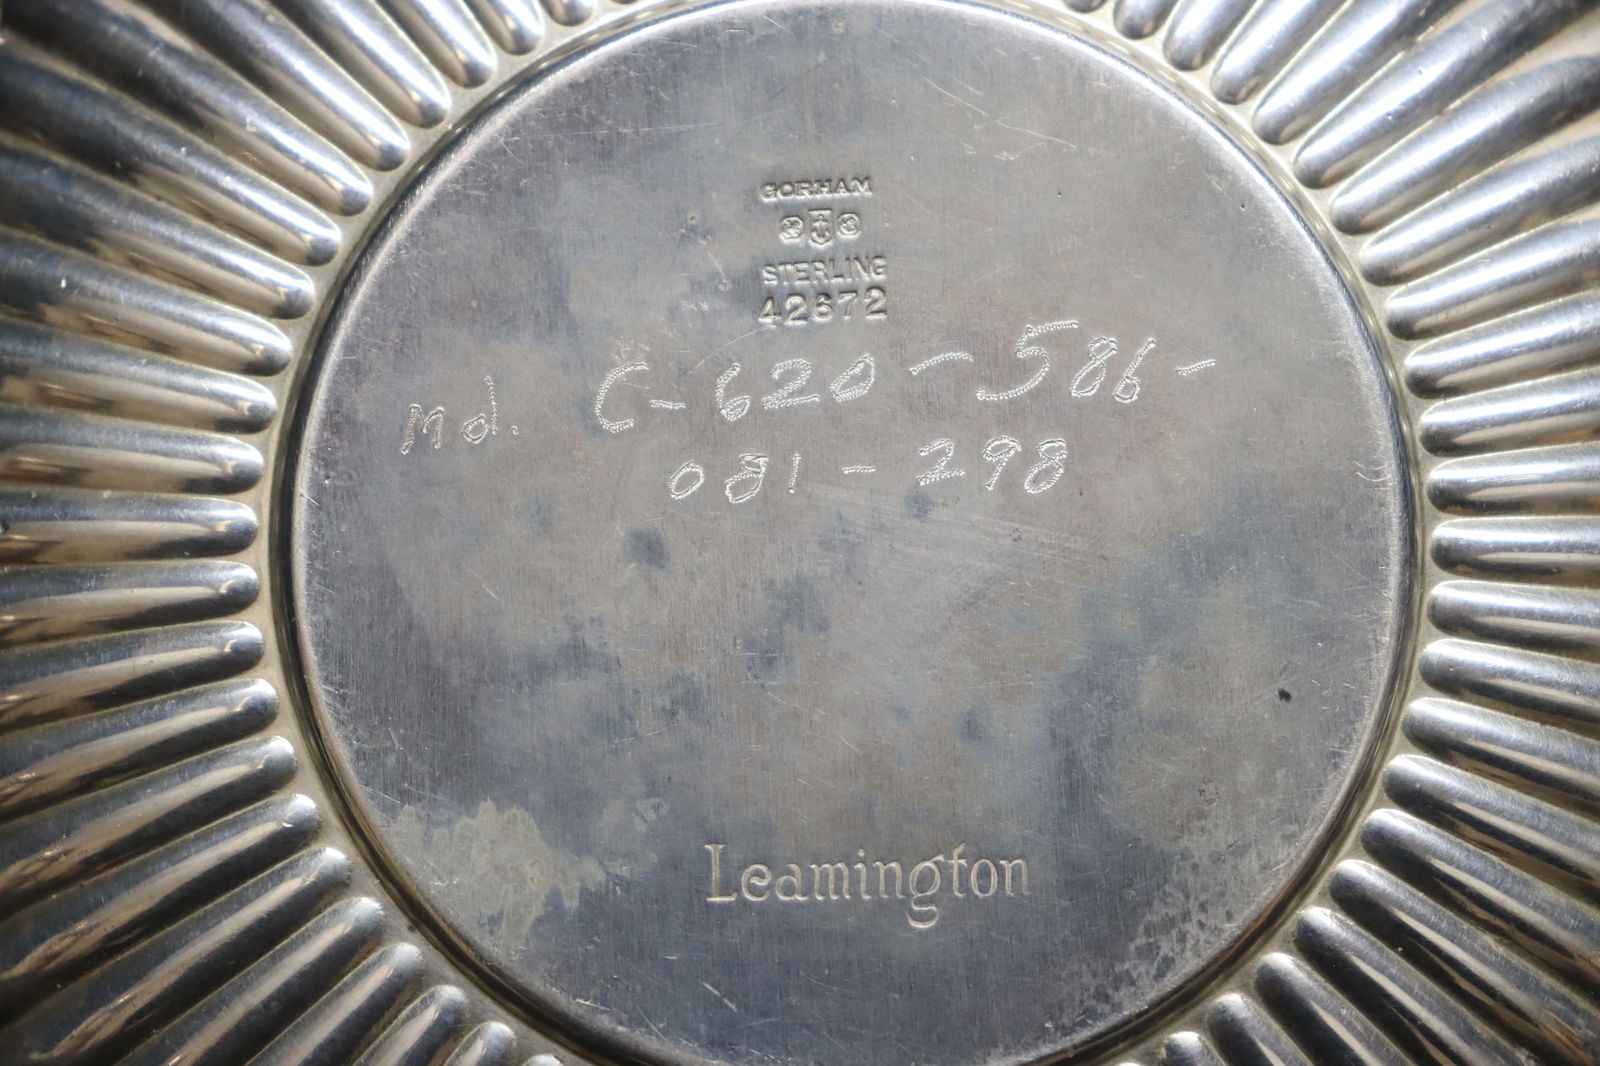 GORHAM
STERLING
42672
Md. C-620-586-
081-298
Leamington